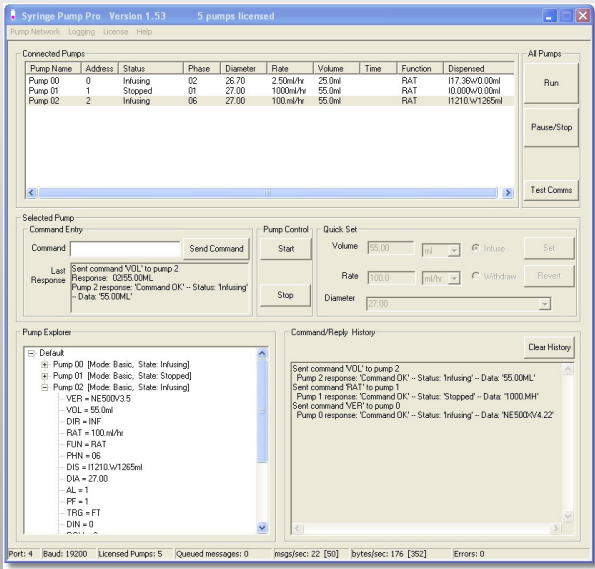 Syringe Pump Pro Version 1.53 5 pumps licensed
Pump Network Logging License Help
Connected Pumps
Pump Name Address Status Phase Diameter Rate Volume Time Function Dispensed
Pump 00 0 Infusing 02 26.70 2.50ml/hr 25.0ml RAT I17.36W0.00ml
Pump 01 1 Stopped 01 27.00 1000ml/hr 55.0ml RAT I0.000W0.00ml
Pump 02 2 Infusing 06 27.00 100.ml/hr 55.0ml RAT I1210.W1265ml
All Pumps
Run
Pause/Stop
Test Comms
Selected Pump
Command Entry
Command
Send Command
Last Response
Sent command 'VOL' to pump 2
Response: 02I55.00ML
Pump 2 response: 'Command OK' -- Status: 'Infusing'
-- Data: '55.00ML'
Pump Control
Start
Stop
Quick Set
Volume 55.00 ml Infuse Set
Rate 100.0 ml/hr Withdraw Revert
Diameter 27.00
Pump Explorer
Default
Pump 00 [Mode: Basic, State: Infusing]
Pump 01 [Mode: Basic, State: Stopped]
Pump 02 [Mode: Basic, State: Infusing]
VER = NE500V3.5
VOL = 55.0ml
DIR = INF
RAT = 100.ml/hr
FUN = RAT
PHN = 06
DIS = I1210.W1265ml
DIA = 27.00
AL = 1
PF = 1
TRG = FT
DIN = 0
Command/Reply History
Clear History
Sent command 'VOL' to pump 2
Pump 2 response: 'Command OK' -- Status: 'Infusing' -- Data: '55.00ML'
Sent command 'RAT' to pump 1
Pump 1 response: 'Command OK' -- Status: 'Stopped' -- Data: '1000.MH'
Sent command 'VER' to pump 0
Pump 0 response: 'Command OK' -- Status: 'Infusing' -- Data: 'NE500XV4.22'
Port: 4 Baud: 19200 Licensed Pumps: 5 Queued messages: 0 msgs/sec: 22 [50] bytes/sec: 176 [352] Errors: 0